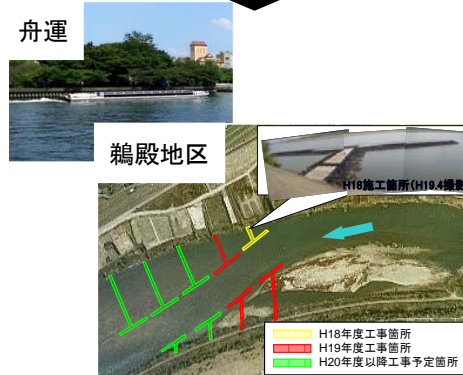 舟運
鵜殿地区
H18施工箇所(H19.4撮影
H18年度工事箇所
H19年度工事箇所
H20年度以降工事予定箇所